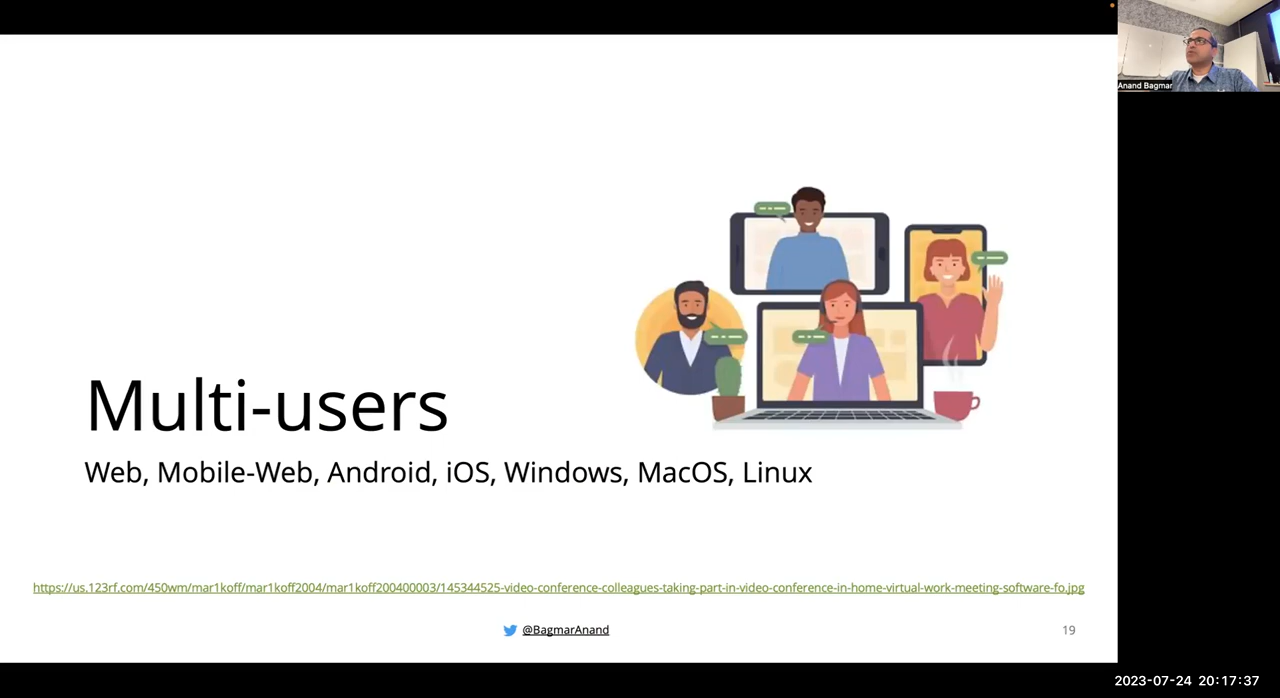 Anand Bagmar
Multi-users
Web, Mobile-Web, Android, iOS, Windows, MacOS, Linux
https://us.123rf.com/450wm/mar1koff/mar1koff2004/mar1koff200400003/145344525-video-conference-colleagues-taking-part-in-video-conference-in-home-virtual-work-meeting-software-fo.jpg
@BagmarAnand
19
2023-07-24 20:17:37